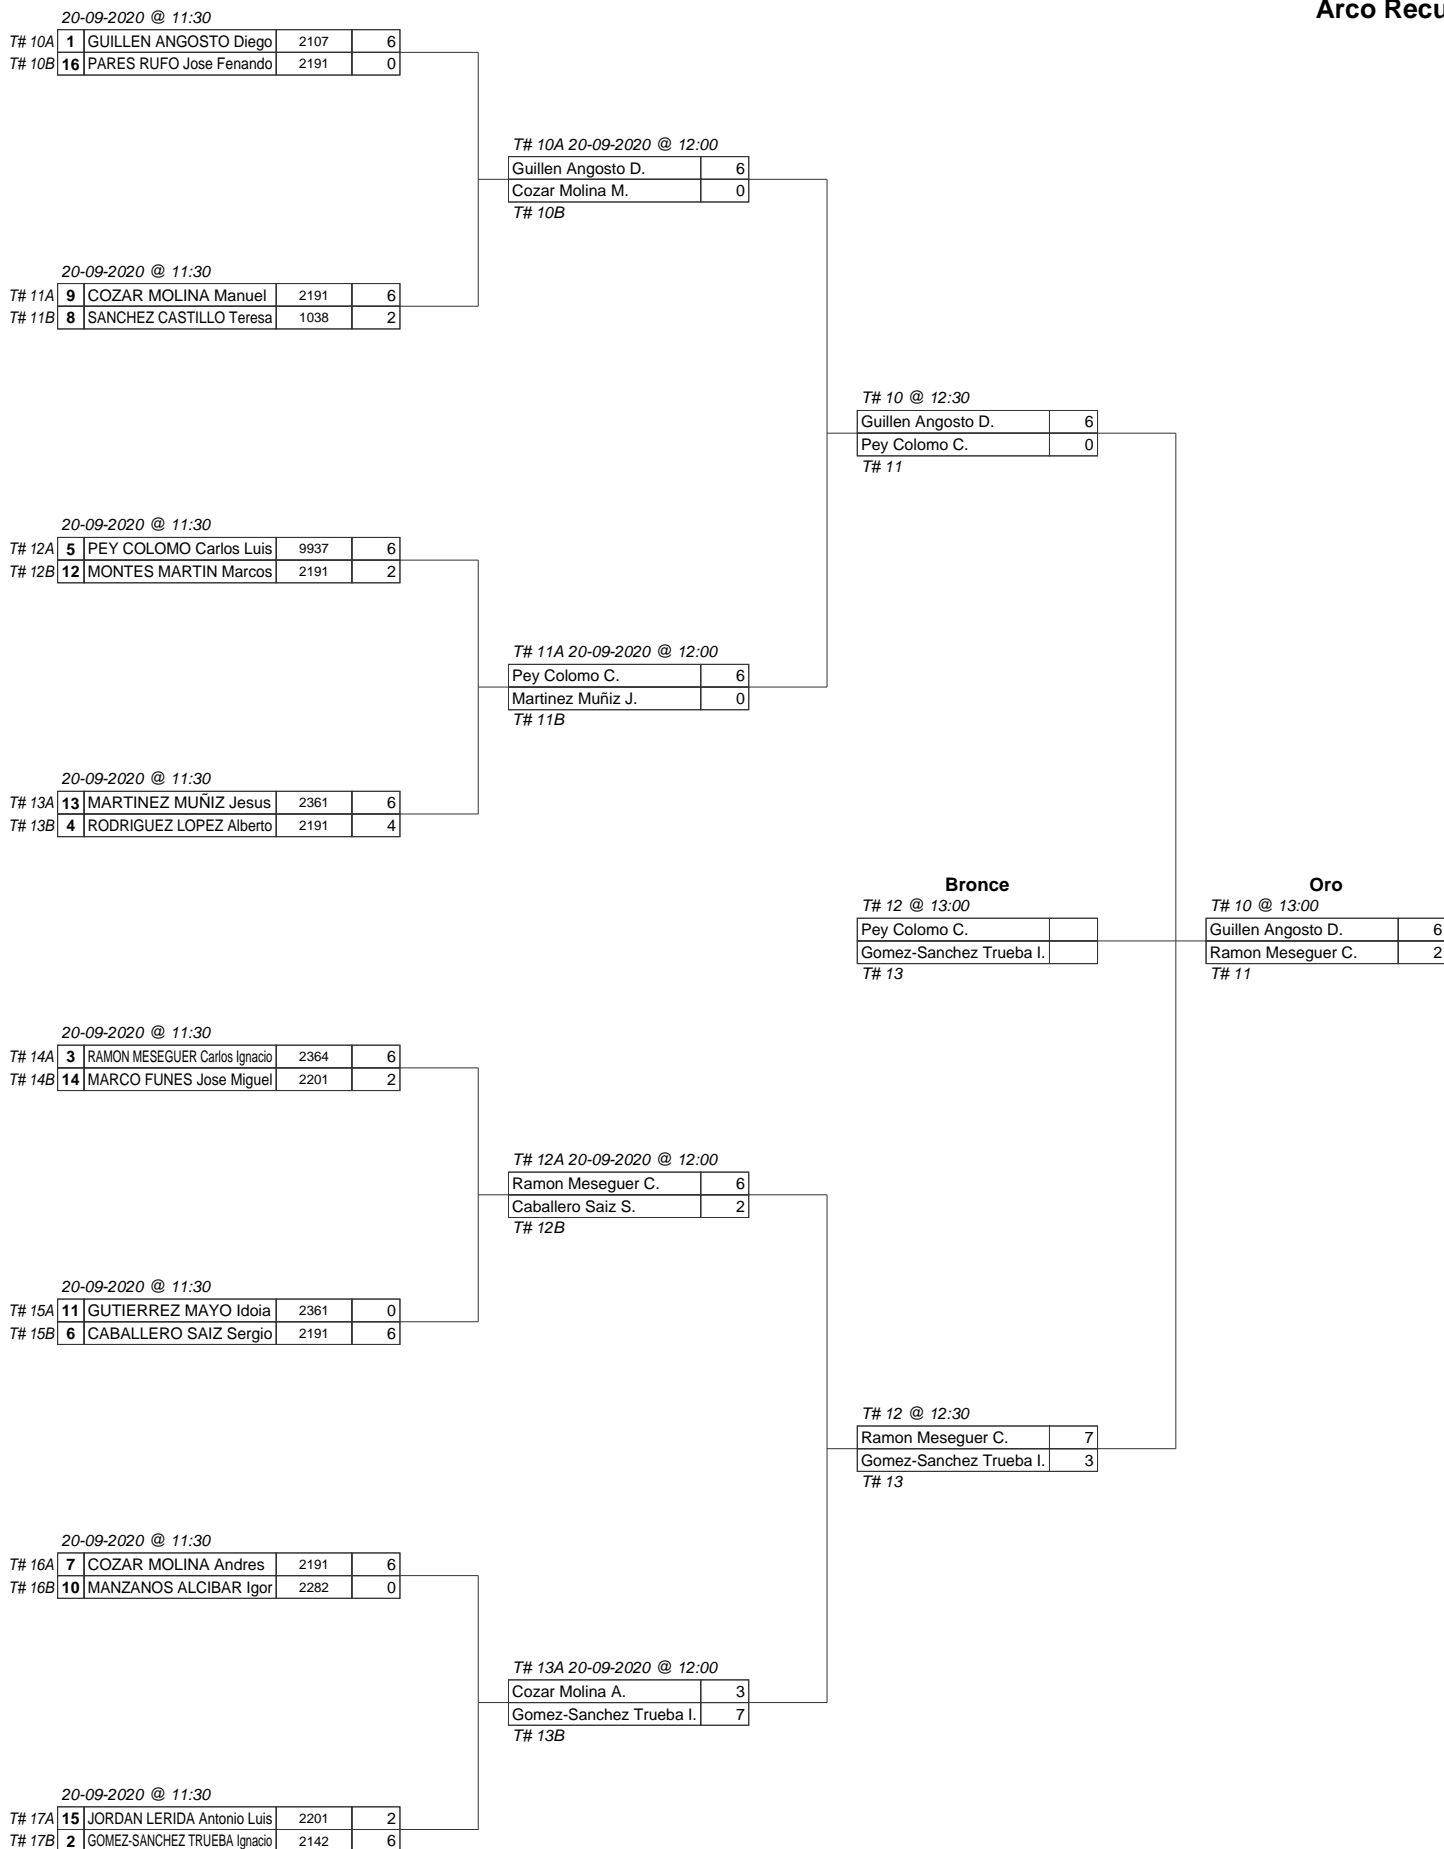 Arco Recu
20-09-2020 @ 11:30
T# 10A 1 GUILLEN ANGOSTO Diego 2107 6
T# 10B 16 PARES RUFO Jose Fenando 2191 0
T# 10A 20-09-2020 @ 12:00
Guillen Angosto D. 6
Cozar Molina M. 0
T# 10B
20-09-2020 @ 11:30
T# 11A 9 COZAR MOLINA Manuel 2191 6
T# 11B 8 SANCHEZ CASTILLO Teresa 1038 2
T# 10 @ 12:30
Guillen Angosto D. 6
Pey Colomo C. 0
T# 11
20-09-2020 @ 11:30
T# 12A 5 PEY COLOMO Carlos Luis 9937 6
T# 12B 12 MONTES MARTIN Marcos 2191 2
T# 11A 20-09-2020 @ 12:00
Pey Colomo C. 6
Martinez Muñiz J. 0
T# 11B
20-09-2020 @ 11:30
T# 13A 13 MARTINEZ MUÑIZ Jesus 2361 6
T# 13B 4 RODRIGUEZ LOPEZ Alberto 2191 4
Bronce
T# 12 @ 13:00
Pey Colomo C.
Gomez-Sanchez Trueba I.
T# 13
Oro
T# 10 @ 13:00
Guillen Angosto D. 6
Ramon Meseguer C. 2
T# 11
20-09-2020 @ 11:30
T# 14A 3 RAMON MESEGUER Carlos Ignacio 2364 6
T# 14B 14 MARCO FUNES Jose Miguel 2201 2
T# 12A 20-09-2020 @ 12:00
Ramon Meseguer C. 6
Caballero Saiz S. 2
T# 12B
20-09-2020 @ 11:30
T# 15A 11 GUTIERREZ MAYO Idoia 2361 0
T# 15B 6 CABALLERO SAIZ Sergio 2191 6
T# 12 @ 12:30
Ramon Meseguer C. 7
Gomez-Sanchez Trueba I. 3
T# 13
20-09-2020 @ 11:30
T# 16A 7 COZAR MOLINA Andres 2191 6
T# 16B 10 MANZANOS ALCIBAR Igor 2282 0
T# 13A 20-09-2020 @ 12:00
Cozar Molina A. 3
Gomez-Sanchez Trueba I. 7
T# 13B
20-09-2020 @ 11:30
T# 17A 15 JORDAN LERIDA Antonio Luis 2201 2
T# 17B 2 GOMEZ-SANCHEZ TRUEBA Ignacio 2142 6